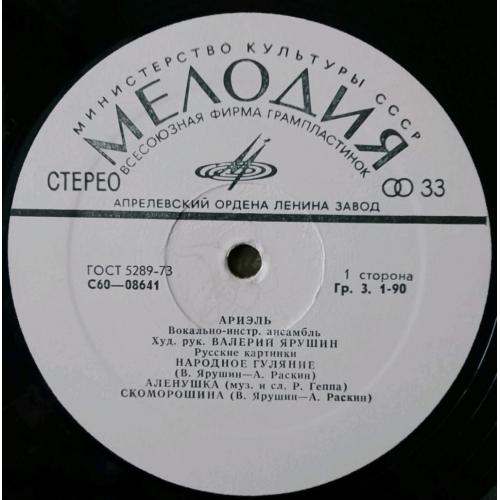 МИНИСТЕРСТВО КУЛЬТУРЫ СССР
МЕЛОДИЯ
ВСЕСОЮЗНАЯ ФИРМА ГРАМПЛАСТИНОК
СТЕРЕО
33
АПРЕЛЕВСКИЙ ОРДЕНА ЛЕНИНА ЗАВОД
ГОСТ 5289-73
С60—08641
1 сторона
Гр. 3. 1-90
АРИЭЛЬ
Вокально-инстр. ансамбль
Худ. рук. ВАЛЕРИЙ ЯРУШИН
Русские картинки
НАРОДНОЕ ГУЛЯНИЕ
(В. Ярушин—А. Раскин)
АЛЕНУШКА (муз. и сл. Р. Геппа)
СКОМОРОШИНА (В. Ярушин—А. Раскин)